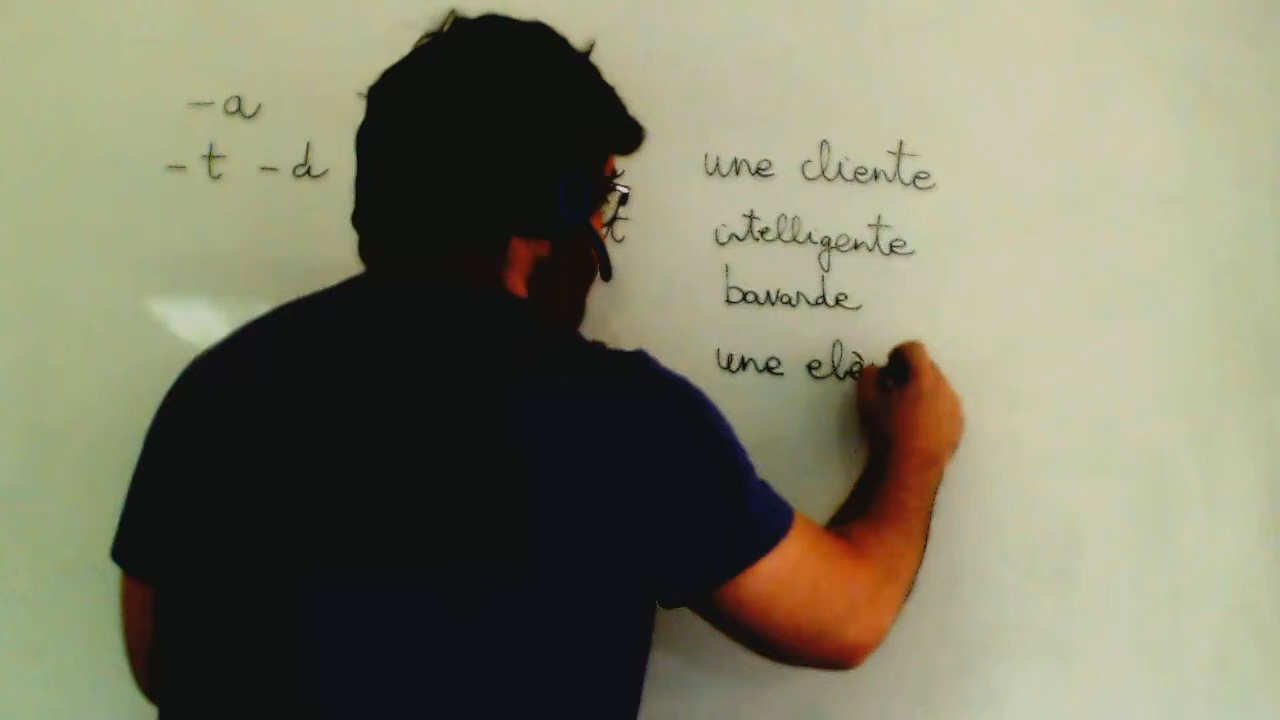 -a
-t -d
t
une cliente
intelligente
bavarde
une elè